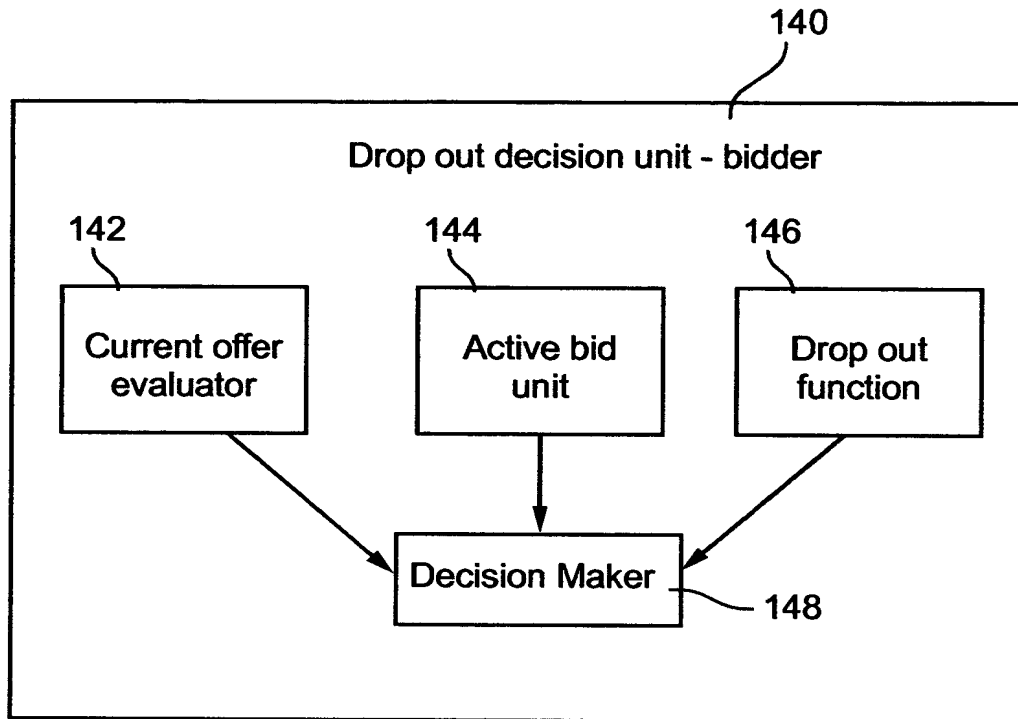 140
Drop out decision unit - bidder
142
144
146
Current offer
evaluator
Active bid
unit
Drop out
function
Decision Maker
148